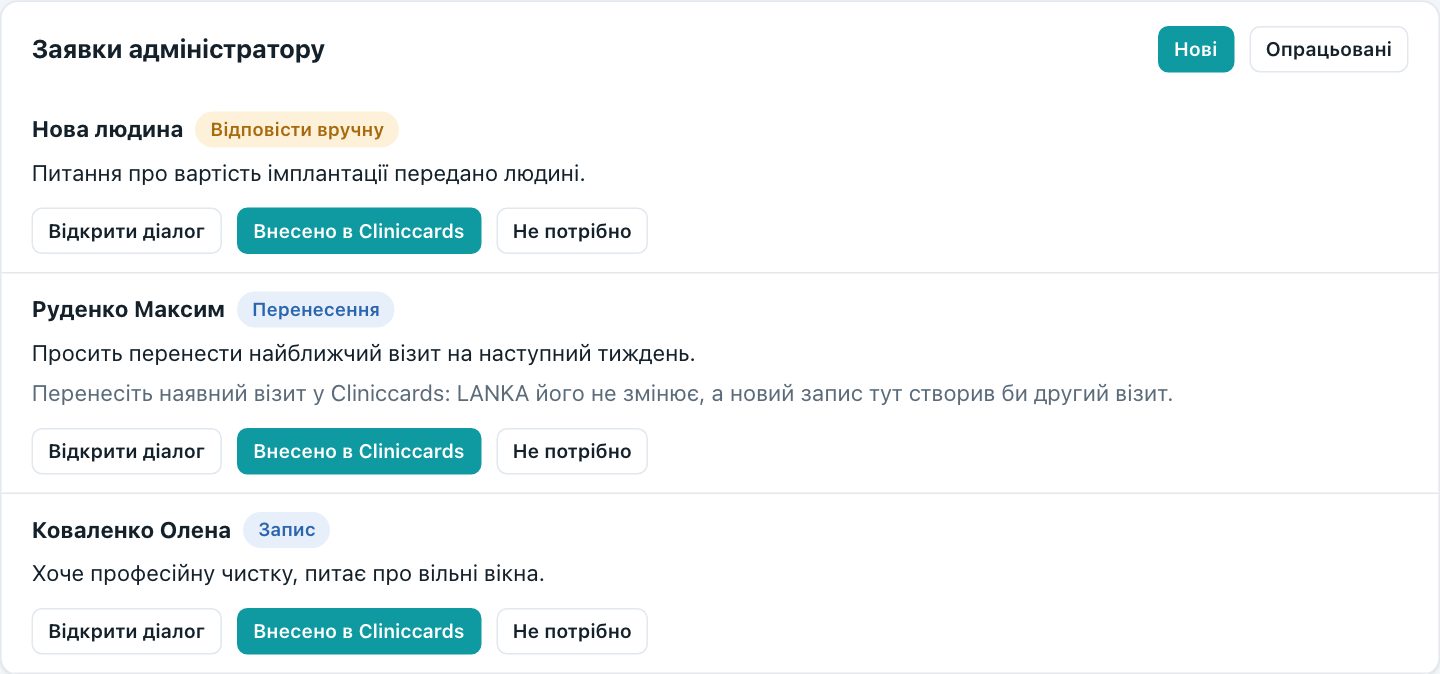 Заявки адміністратору
Нові
Опрацьовані
Нова людина
Відповісти вручну
Питання про вартість імплантації передано людині.
Відкрити діалог
Внесено в Cliniccards
Не потрібно
Руденко Максим
Перенесення
Просить перенести найближчий візит на наступний тиждень.
Перенесіть наявний візит у Cliniccards: LANKA його не змінює, а новий запис тут створив би другий візит.
Відкрити діалог
Внесено в Cliniccards
Не потрібно
Коваленко Олена
Запис
Хоче професійну чистку, питає про вільні вікна.
Відкрити діалог
Внесено в Cliniccards
Не потрібно